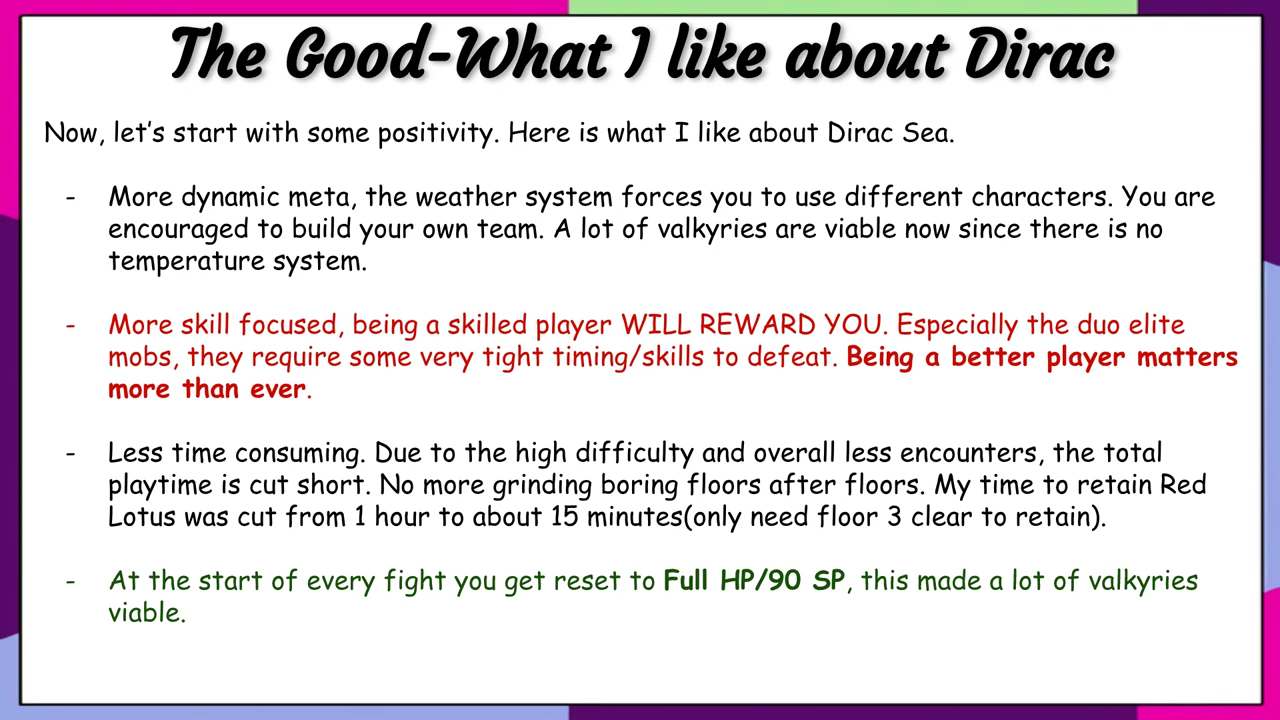 The Good-What I like about Dirac
Now, let's start with some positivity. Here is what I like about Dirac Sea.
- More dynamic meta, the weather system forces you to use different characters. You are
encouraged to build your own team. A lot of valkyries are viable now since there is no
temperature system.
- More skill focused, being a skilled player WILL REWARD YOU. Especially the duo elite
mobs, they require some very tight timing/skills to defeat. Being a better player matters
more than ever.
- Less time consuming. Due to the high difficulty and overall less encounters, the total
playtime is cut short. No more grinding boring floors after floors. My time to retain Red
Lotus was cut from 1 hour to about 15 minutes(only need floor 3 clear to retain).
- At the start of every fight you get reset to Full HP/90 SP, this made a lot of valkyries
viable.